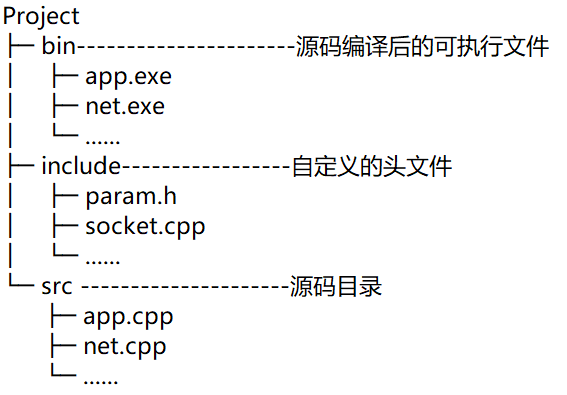 Project
├─ bin----------------------源码编译后的可执行文件
│   ├─ app.exe
│   ├─ net.exe
│   └─ ......
├─ include-----------------自定义的头文件
│   ├─ param.h
│   ├─ socket.cpp
│   └─ ......
└─ src ---------------------源码目录
    ├─ app.cpp
    ├─ net.cpp
    └─ ......